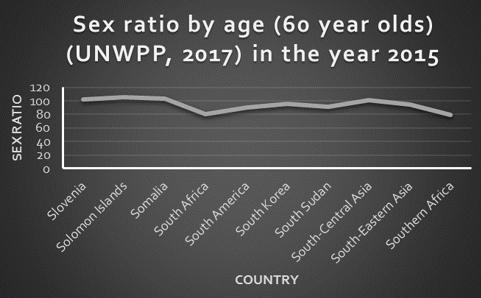 Sex ratio by age (60 year olds)
(UNWPP, 2017) in the year 2015
120
100
80
60
40
20
0
SEX RATIO
Slovenia
Solomon Islands
Somalia
South Africa
South America
South Korea
South Sudan
South-Central Asia
South-Eastern Asia
Southern Africa
COUNTRY